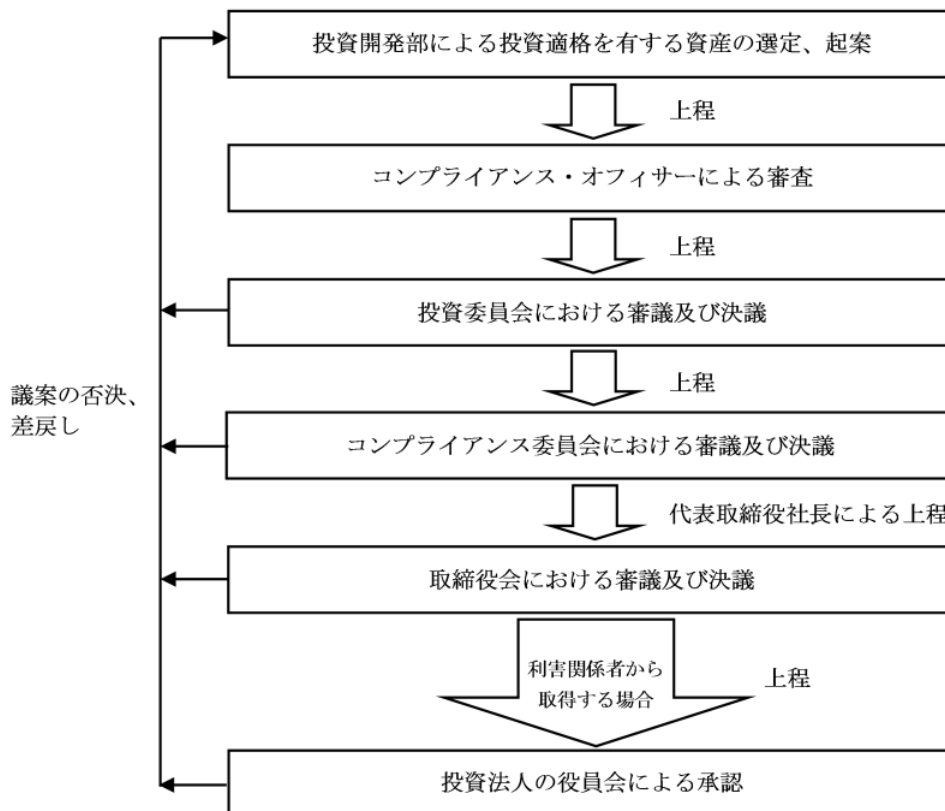 投資開発部による投資適格を有する資産の選定、起案
上程
コンプライアンス・オフィサーによる審査
上程
投資委員会における審議及び決議
上程
議案の否決、
差戻し
コンプライアンス委員会における審議及び決議
代表取締役社長による上程
取締役会における審議及び決議
利害関係者から
取得する場合
上程
投資法人の役員会による承認